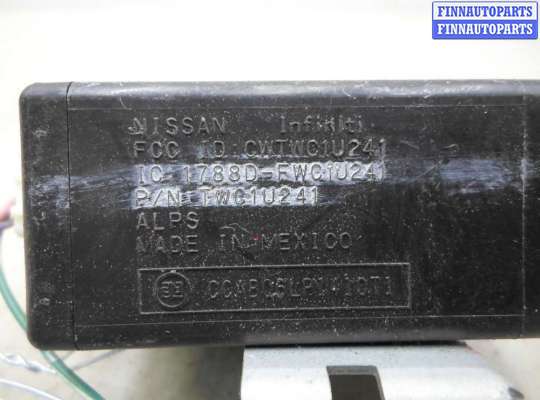 FINNAUTOPARTS
FINNAUTOPARTS
NISSAN Infiniti
FCC ID CWTWC1U241
IC 1788D-FWC1U241
P/N TWC1U241
ALPS
MADE IN MEXICO